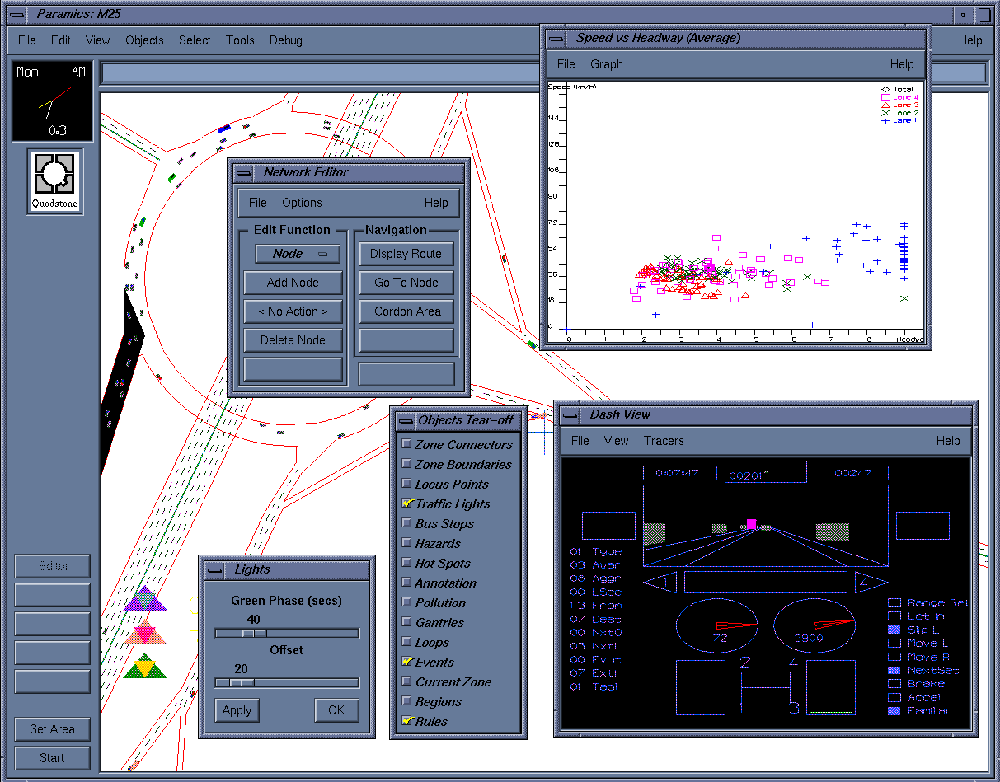 Paramics: M25
File Edit View Objects Select Tools Debug Help
Mon AM
0:3
Quadstone
Editor
Set Area
Start
Speed vs Headway (Average)
File Graph Help
Speed (km/h)
Total
Lane 4
Lane 3
Lane 2
Lane 1
144
126
108
90
72
54
36
18
0
0 1 2 3 4 5 6 7 8 Headw
Network Editor
File Options Help
Edit Function
Node
Add Node
< No Action >
Delete Node
Navigation
Display Route
Go To Node
Cordon Area
Objects Tear-off
Zone Connectors
Zone Boundaries
Locus Points
Traffic Lights
Bus Stops
Hazards
Hot Spots
Annotation
Pollution
Gantries
Loops
Events
Current Zone
Regions
Rules
Lights
Green Phase (secs)
40
Offset
20
Apply OK
Dash View
File View Tracers Help
0:07:47 00201* 00247
01 Type
03 Awar
08 Aggr
00 LSec
13 From
07 Dest
00 NxtO
03 NxtL
00 Evnt
07 ExtL
01 Tabl
1 4
72 3900
2 4
3
Range Set
Let In
Slip L
Move L
Move R
NextSet
Brake
Accel
Familiar